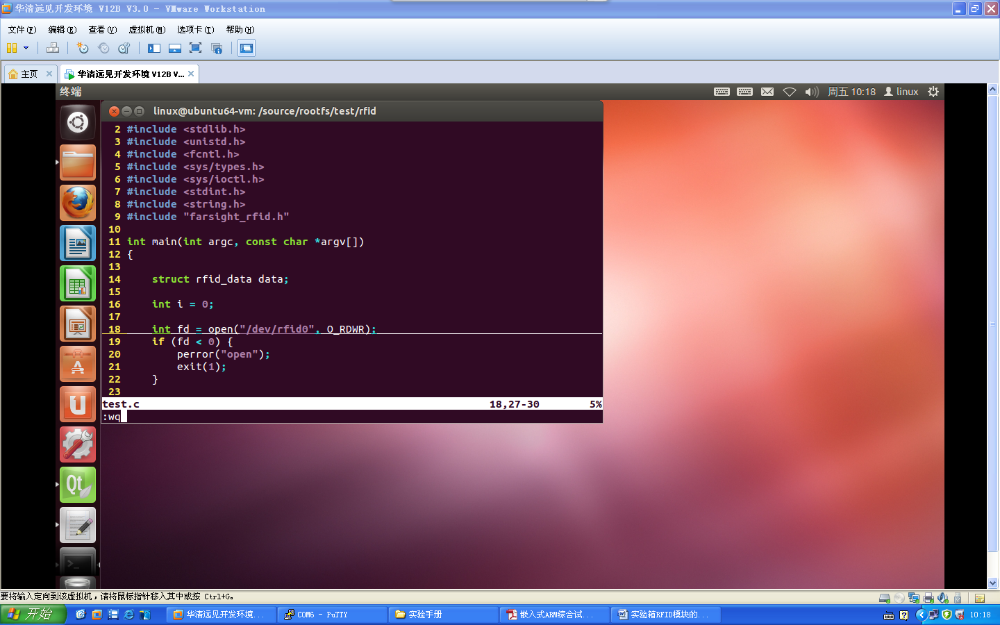 华清远见开发环境 V12B V3.0 - VMware Workstation
文件(F) 编辑(E) 查看(V) 虚拟机(M) 选项卡(T) 帮助(H)
主页 华清远见开发环境 V12B V...
终端 周五 10:18 linux
linux@ubuntu64-vm: /source/rootfs/test/rfid
2 #include <stdlib.h>
3 #include <unistd.h>
4 #include <fcntl.h>
5 #include <sys/types.h>
6 #include <sys/ioctl.h>
7 #include <stdint.h>
8 #include <string.h>
9 #include "farsight_rfid.h"
10
11 int main(int argc, const char *argv[])
12 {
13
14     struct rfid_data data;
15
16     int i = 0;
17
18     int fd = open("/dev/rfid0", O_RDWR);
19     if (fd < 0) {
20         perror("open");
21         exit(1);
22     }
23
test.c 18,27-30 5%
:wq
Qt
要将输入定向到该虚拟机，请将鼠标指针移入其中或按 Ctrl+G。
开始 华清远见开发环境... COM6 - PuTTY 实验手册 嵌入式ARM综合试... 实验箱RFID模块的... 10:18